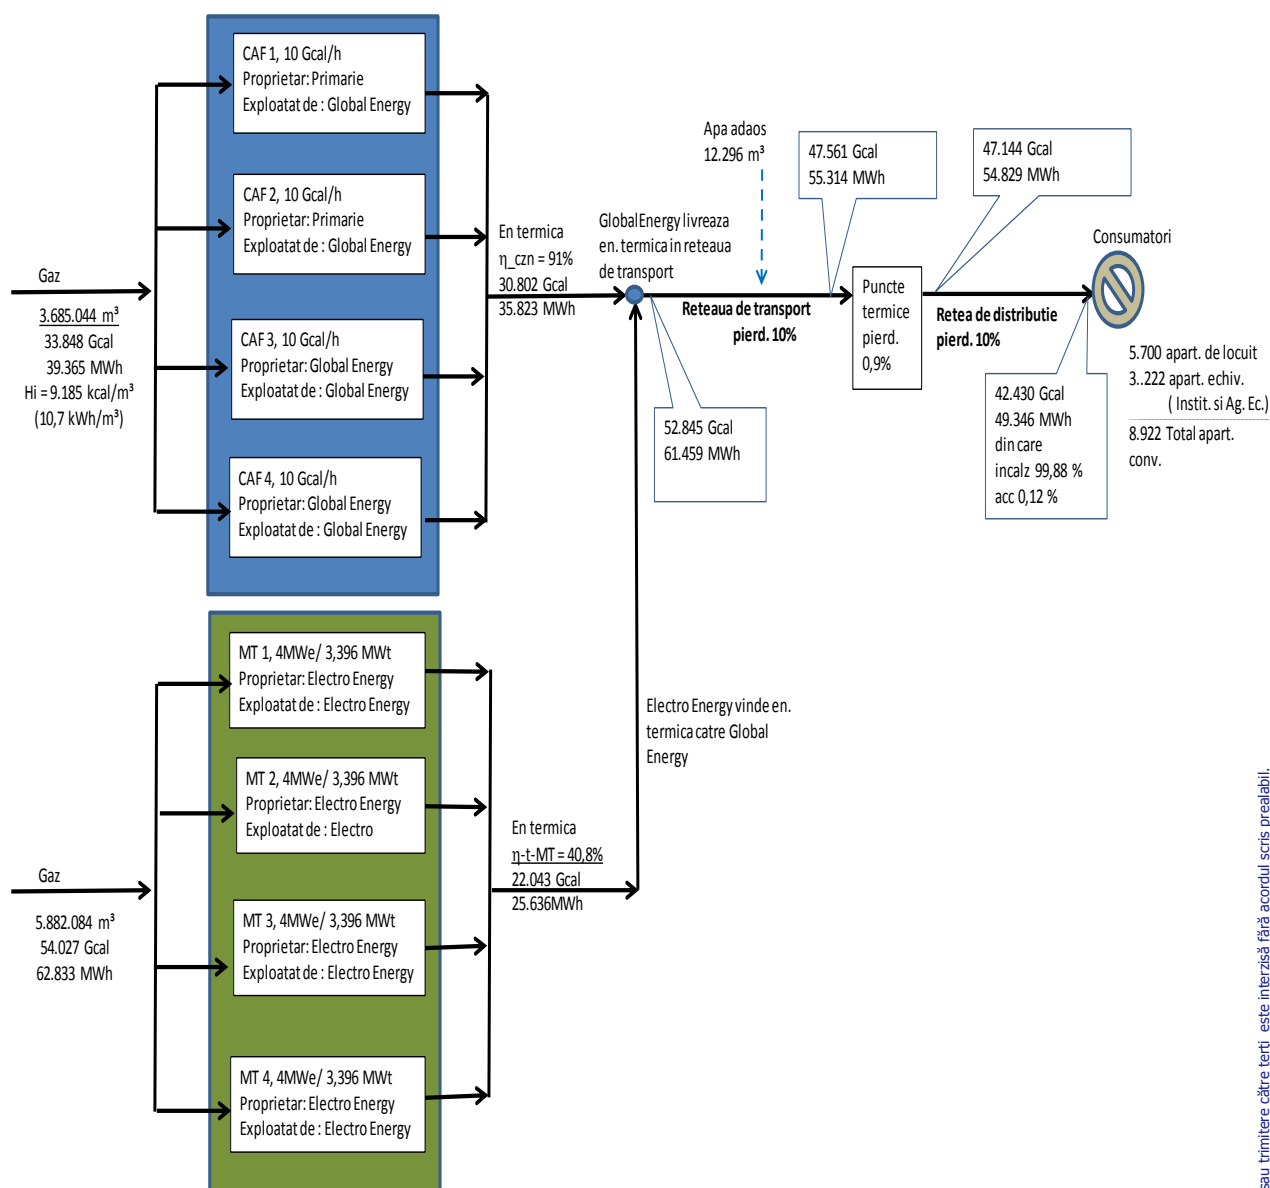 CAF 1, 10 Gcal/h
Proprietar: Primarie
Exploatat de : Global Energy
CAF 2, 10 Gcal/h
Proprietar: Primarie
Exploatat de : Global Energy
CAF 3, 10 Gcal/h
Proprietar: Global Energy
Exploatat de : Global Energy
CAF 4, 10 Gcal/h
Proprietar: Global Energy
Exploatat de : Global Energy
Gaz
3.685.044 m³
33.848 Gcal
39.365 MWh
Hi = 9.185 kcal/m³
(10,7 kWh/m³)
En termica
η_czn = 91%
30.802 Gcal
35.823 MWh
Global Energy livreaza
en. termica in reteaua
de transport
Apa adaos
12.296 m³
47.561 Gcal
55.314 MWh
47.144 Gcal
54.829 MWh
Consumatori
Reteaua de transport
pierd. 10%
Puncte
termice
pierd.
0,9%
Retea de distributie
pierd. 10%
52.845 Gcal
61.459 MWh
42.430 Gcal
49.346 MWh
din care
incalz 99,88 %
acc 0,12 %
5.700 apart. de locuit
3..222 apart. echiv.
( Instit. si Ag. Ec.)
8.922 Total apart.
conv.
MT 1, 4MWe/ 3,396 MWt
Proprietar: Electro Energy
Exploatat de : Electro Energy
MT 2, 4MWe/ 3,396 MWt
Proprietar: Electro Energy
Exploatat de : Electro
MT 3, 4MWe/ 3,396 MWt
Proprietar: Electro Energy
Exploatat de : Electro Energy
MT 4, 4MWe/ 3,396 MWt
Proprietar: Electro Energy
Exploatat de : Electro Energy
Gaz
5.882.084 m³
54.027 Gcal
62.833 MWh
En termica
η-t-MT = 40,8%
22.043 Gcal
25.636MWh
Electro Energy vinde en.
termica catre Global
Energy
sau trimitere către terti este interzisă fără acordul scris prealabil.